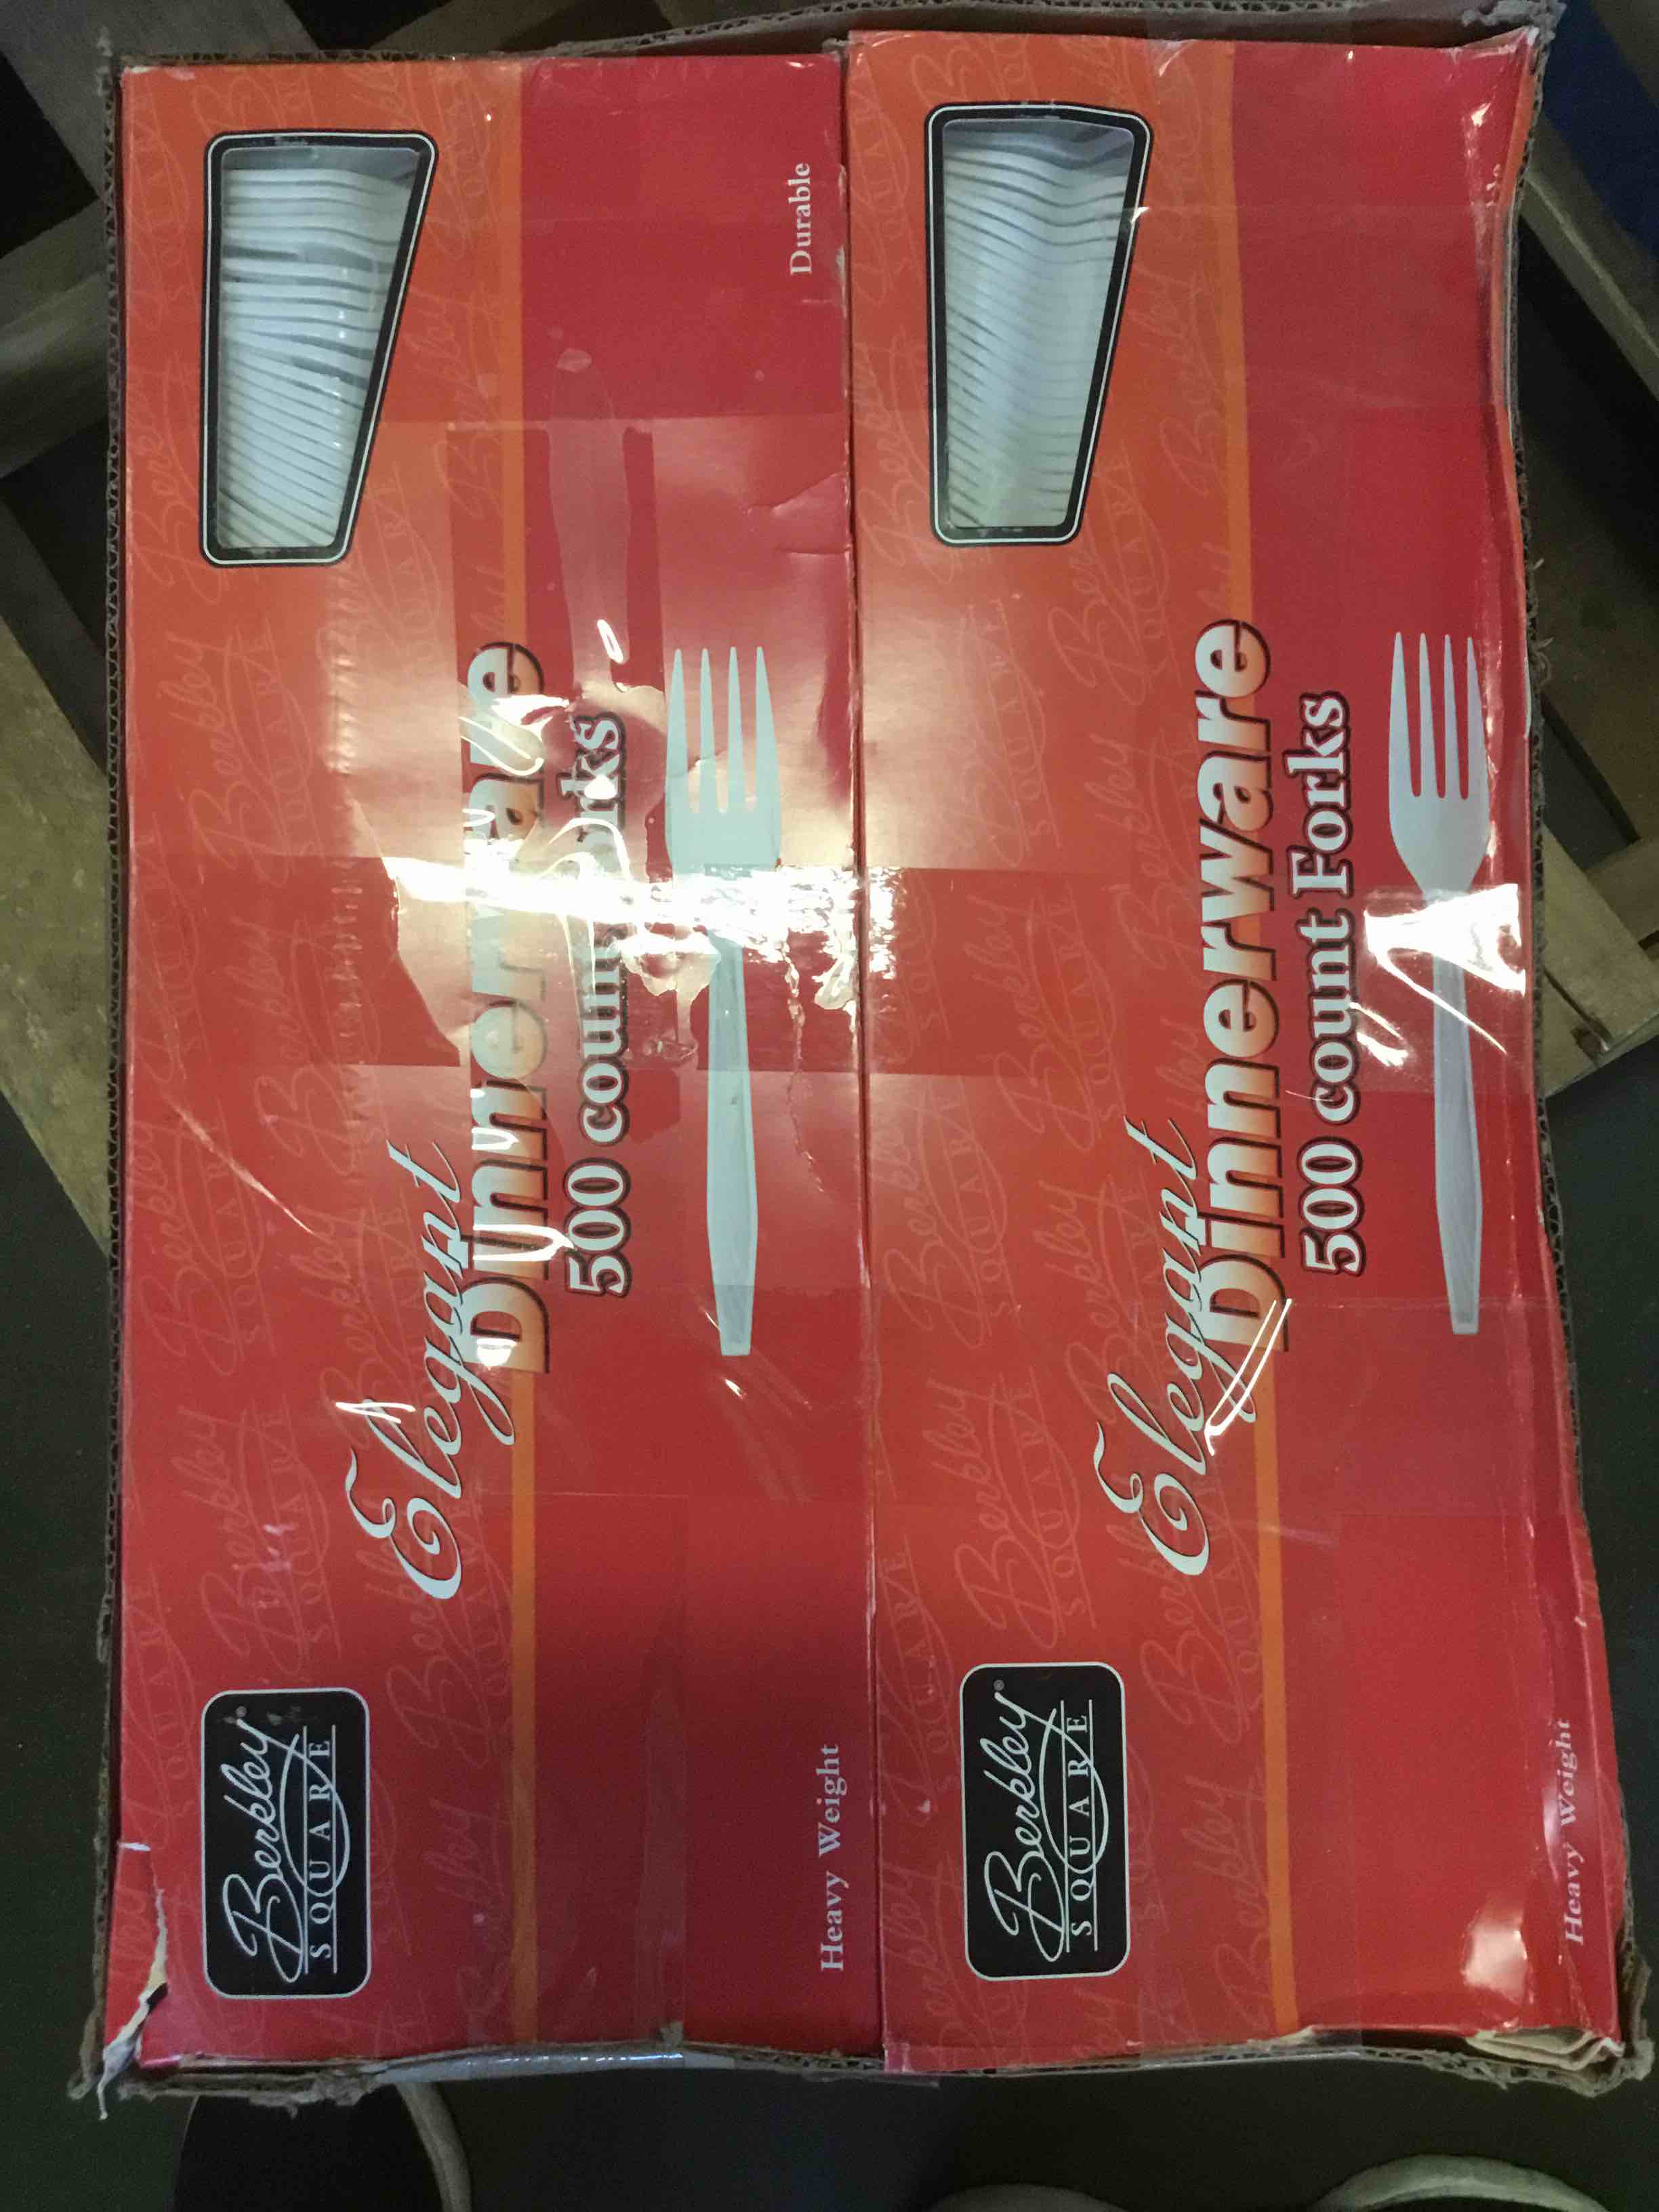 Berkley®
SQUARE
Elegant
Dinnerware
500 count Forks
Heavy Weight
Durable
Berkley®
SQUARE
Elegant
Dinnerware
500 count Forks
Heavy Weight